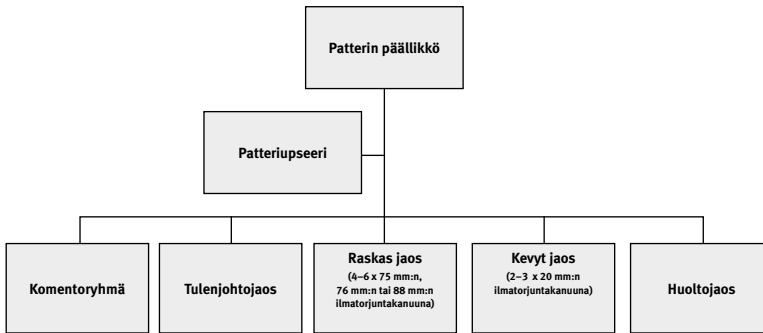 Patterin päällikkö
Patteriupseeri
Komentoryhmä
Tulenjohtojaos
Raskas jaos
(4–6 x 75 mm:n,
76 mm:n tai 88 mm:n
ilmatorjuntakanuuna)
Kevyt jaos
(2–3 x 20 mm:n
ilmatorjuntakanuuna)
Huoltojaos